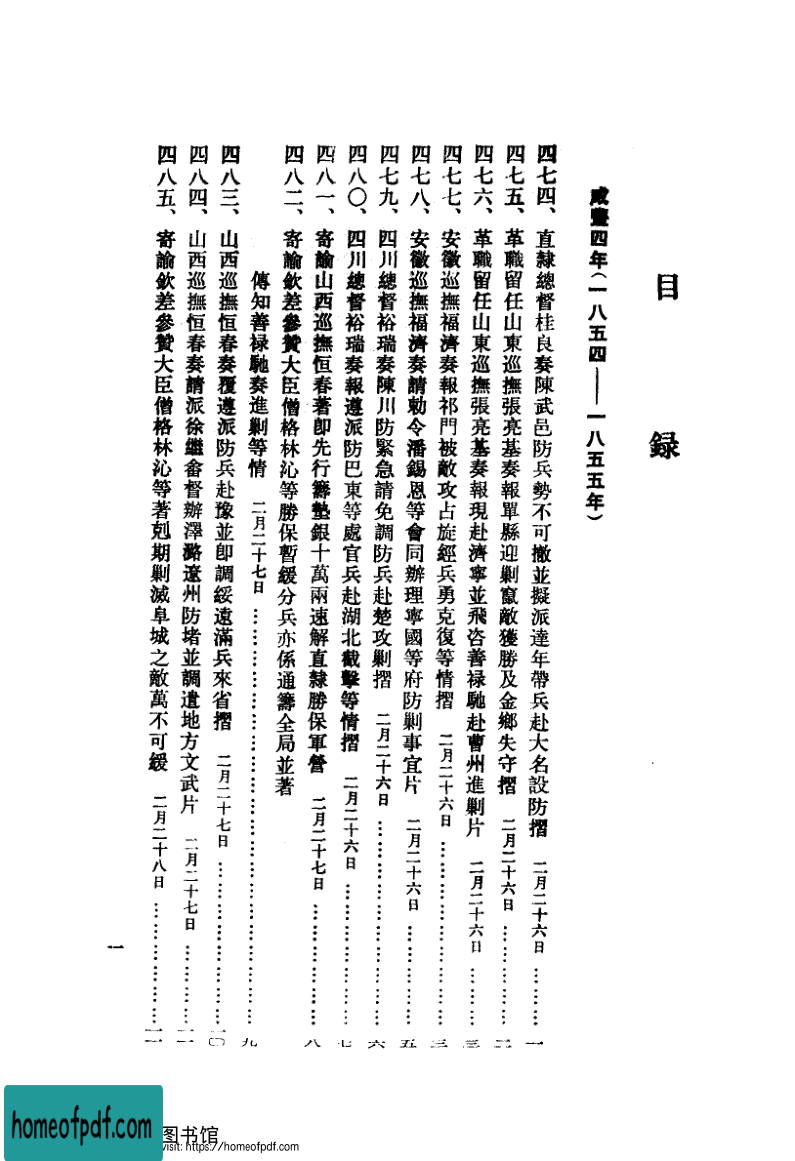 目 録
咸豐四年(一八五四——一八五五年)
四七四、直隸總督桂良奏陳武邑防兵勢不可撤並擬派達年帶兵赴大名設防摺 二月二十六日…………一
四七五、革職留任山東巡撫張亮基奏報單縣迎剿竄敵獲勝及金鄉失守摺 二月二十六日…………二
四七六、革職留任山東巡撫張亮基奏報現赴濟寧並飛咨善禄馳赴曹州進剿片 二月二十六日…………三
四七七、安徽巡撫福濟奏報祁門被敵攻占旋經兵勇克復等情摺 二月二十六日…………三
四七八、安徽巡撫福濟奏請勅令潘錫恩等會同辦理寧國等府防剿事宜片 二月二十六日…………五
四七九、四川總督裕瑞奏陳川防緊急請免調防兵赴楚攻剿摺 二月二十六日…………六
四八〇、四川總督裕瑞奏報遵派防巴東等處官兵赴湖北截擊等情摺 二月二十六日…………七
四八一、寄諭山西巡撫恒春著卽先行籌墊銀十萬兩速解直隸勝保軍營 二月二十七日…………八
四八二、寄諭欽差參贊大臣僧格林沁等勝保暫緩分兵亦係通籌全局並著
傳知善禄馳奏進剿等情 二月二十七日…………九
四八三、山西巡撫恒春奏覆遵派防兵赴豫並卽調綏遠滿兵來省摺 二月二十七日…………一〇
四八四、山西巡撫恒春奏請派徐繼畬督辦澤潞遼州防堵並調遣地方文武片 二月二十七日…………一一
四八五、寄諭欽差參贊大臣僧格林沁等著剋期剿滅阜城之敵萬不可緩 二月二十八日…………一一
一
homeofpdf.com
图书馆
visit: https://homeofpdf.com